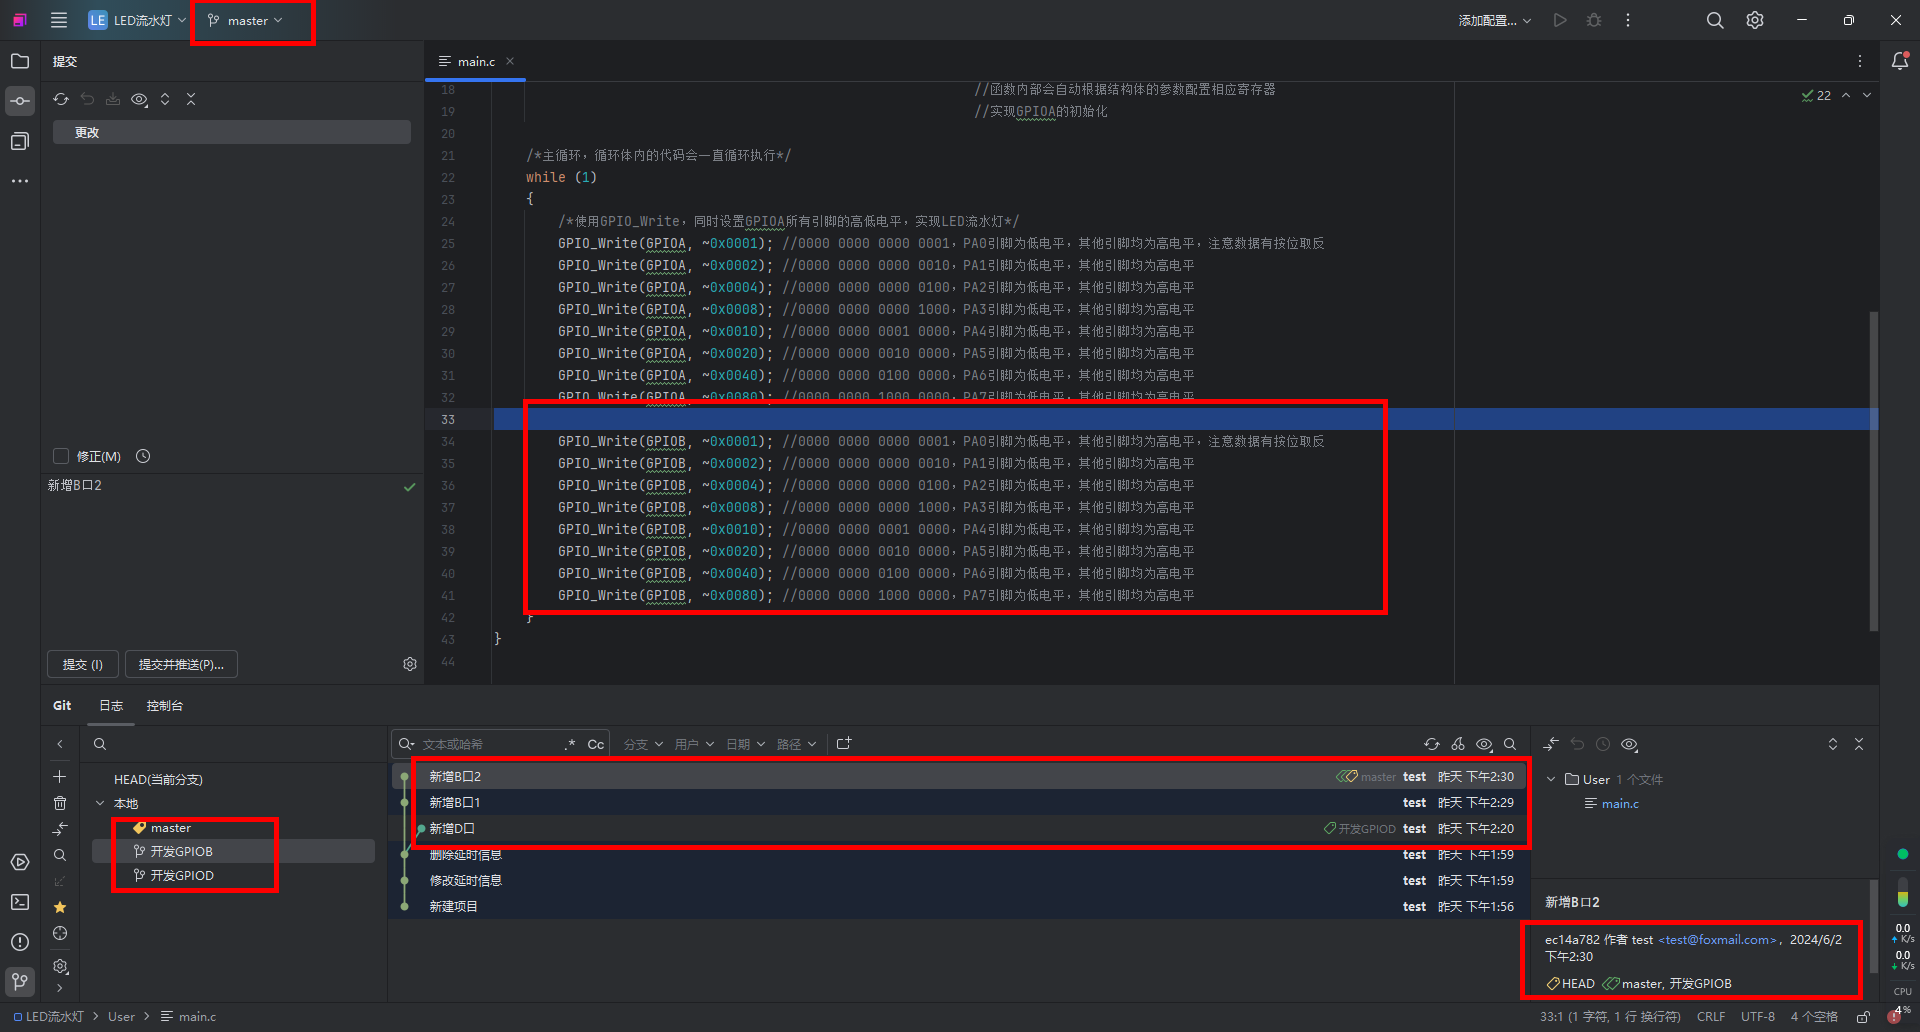 LE LED流水灯 master 添加配置...
提交
main.c
更改
修正(M)
新增B口2
提交 (I) 提交并推送(P)...
22
18 //函数内部会自动根据结构体的参数配置相应寄存器
19 //实现GPIOA的初始化
20
21 /*主循环，循环体内的代码会一直循环执行*/
22 while (1)
23 {
24 /*使用GPIO_Write，同时设置GPIOA所有引脚的高低电平，实现LED流水灯*/
25 GPIO_Write(GPIOA, ~0x0001); //0000 0000 0000 0001，PA0引脚为低电平，其他引脚均为高电平，注意数据有按位取反
26 GPIO_Write(GPIOA, ~0x0002); //0000 0000 0000 0010，PA1引脚为低电平，其他引脚均为高电平
27 GPIO_Write(GPIOA, ~0x0004); //0000 0000 0000 0100，PA2引脚为低电平，其他引脚均为高电平
28 GPIO_Write(GPIOA, ~0x0008); //0000 0000 0000 1000，PA3引脚为低电平，其他引脚均为高电平
29 GPIO_Write(GPIOA, ~0x0010); //0000 0000 0001 0000，PA4引脚为低电平，其他引脚均为高电平
30 GPIO_Write(GPIOA, ~0x0020); //0000 0000 0010 0000，PA5引脚为低电平，其他引脚均为高电平
31 GPIO_Write(GPIOA, ~0x0040); //0000 0000 0100 0000，PA6引脚为低电平，其他引脚均为高电平
32 GPIO_Write(GPIOA, ~0x0080); //0000 0000 1000 0000，PA7引脚为低电平，其他引脚均为高电平
33
34 GPIO_Write(GPIOB, ~0x0001); //0000 0000 0000 0001，PA0引脚为低电平，其他引脚均为高电平，注意数据有按位取反
35 GPIO_Write(GPIOB, ~0x0002); //0000 0000 0000 0010，PA1引脚为低电平，其他引脚均为高电平
36 GPIO_Write(GPIOB, ~0x0004); //0000 0000 0000 0100，PA2引脚为低电平，其他引脚均为高电平
37 GPIO_Write(GPIOB, ~0x0008); //0000 0000 0000 1000，PA3引脚为低电平，其他引脚均为高电平
38 GPIO_Write(GPIOB, ~0x0010); //0000 0000 0001 0000，PA4引脚为低电平，其他引脚均为高电平
39 GPIO_Write(GPIOB, ~0x0020); //0000 0000 0010 0000，PA5引脚为低电平，其他引脚均为高电平
40 GPIO_Write(GPIOB, ~0x0040); //0000 0000 0100 0000，PA6引脚为低电平，其他引脚均为高电平
41 GPIO_Write(GPIOB, ~0x0080); //0000 0000 1000 0000，PA7引脚为低电平，其他引脚均为高电平
42 }
43 }
44
Git 日志 控制台
HEAD(当前分支)
本地
master
开发GPIOB
开发GPIOD
文本或哈希 .* Cc 分支 用户 日期 路径
新增B口2 master test 昨天 下午2:30
新增B口1 test 昨天 下午2:29
新增D口 开发GPIOD test 昨天 下午2:20
删除延时信息 test 昨天 下午1:59
修改延时信息 test 昨天 下午1:59
新建项目 test 昨天 下午1:56
User 1 个文件
main.c
新增B口2
ec14a782 作者 test <test@foxmail.com>，2024/6/2
下午2:30
HEAD master, 开发GPIOB
0.0
K/s
0.0
K/s
CPU
4%
LED流水灯 > User > main.c 33:1 (1 字符, 1 行 换行符) CRLF UTF-8 4 个空格